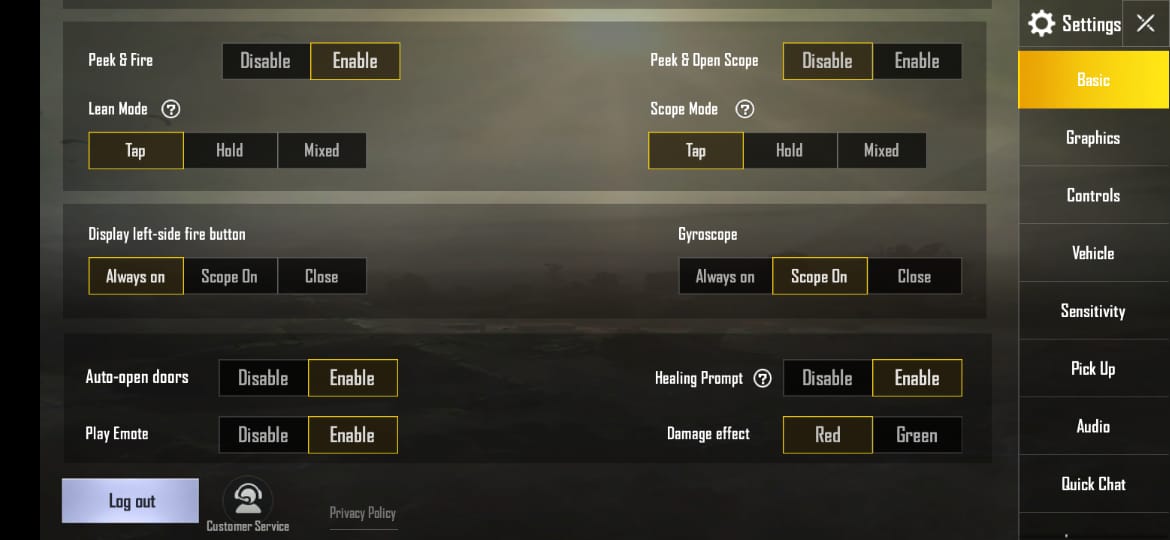 Settings
Peek & Fire
Disable
Enable
Peek & Open Scope
Disable
Enable
Lean Mode ?
Tap
Hold
Mixed
Scope Mode ?
Tap
Hold
Mixed
Display left-side fire button
Always on
Scope On
Close
Gyroscope
Always on
Scope On
Close
Auto-open doors
Disable
Enable
Healing Prompt ?
Disable
Enable
Play Emote
Disable
Enable
Damage effect
Red
Green
Log out
Customer Service
Privacy Policy
Basic
Graphics
Controls
Vehicle
Sensitivity
Pick Up
Audio
Quick Chat